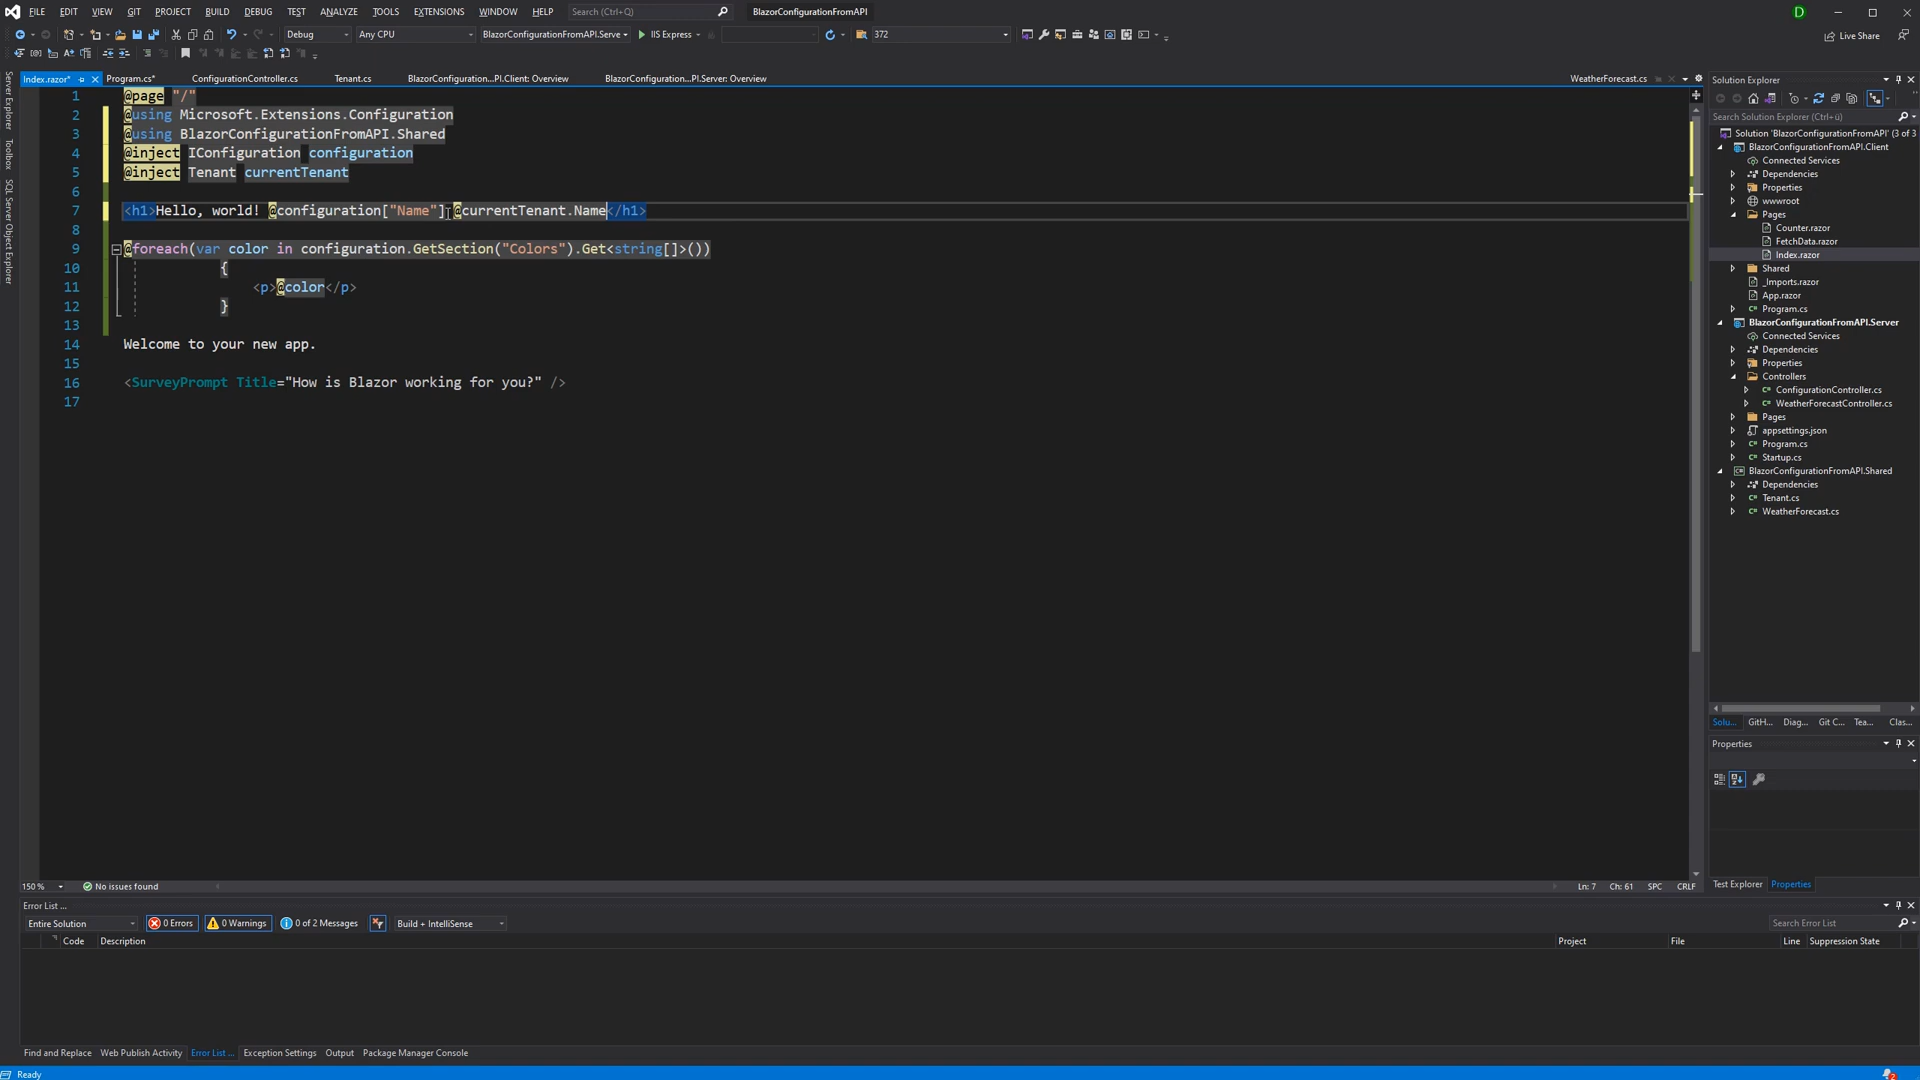 FILE EDIT VIEW GIT PROJECT BUILD DEBUG TEST ANALYZE TOOLS EXTENSIONS WINDOW HELP Search (Ctrl+Q) BlazorConfigurationFromAPI D
Debug Any CPU BlazorConfigurationFromAPI.Serve IIS Express 372 Live Share
Index.razor* Program.cs* ConfigurationController.cs Tenant.cs BlazorConfiguration...PI.Client: Overview BlazorConfiguration...PI.Server: Overview WeatherForecast.cs
Server Explorer
Toolbox
SQL Server Object Explorer
1 @page "/"
2 @using Microsoft.Extensions.Configuration
3 @using BlazorConfigurationFromAPI.Shared
4 @inject IConfiguration configuration
5 @inject Tenant currentTenant
6
7 <h1>Hello, world! @configuration["Name"] @currentTenant.Name</h1>
8
9 @foreach(var color in configuration.GetSection("Colors").Get<string[]>())
10 {
11 <p>@color</p>
12 }
13
14 Welcome to your new app.
15
16 <SurveyPrompt Title="How is Blazor working for you?" />
17
150 % No issues found Ln: 7 Ch: 61 SPC CRLF
Solution Explorer
Search Solution Explorer (Ctrl+ü)
Solution 'BlazorConfigurationFromAPI' (3 of 3
BlazorConfigurationFromAPI.Client
Connected Services
Dependencies
Properties
wwwroot
Pages
Counter.razor
FetchData.razor
Index.razor
Shared
_Imports.razor
App.razor
Program.cs
BlazorConfigurationFromAPI.Server
Connected Services
Dependencies
Properties
Controllers
ConfigurationController.cs
WeatherForecastController.cs
Pages
appsettings.json
Program.cs
Startup.cs
BlazorConfigurationFromAPI.Shared
Dependencies
Tenant.cs
WeatherForecast.cs
Solu... GitH... Diag... Git C... Tea... Clas...
Properties
Test Explorer Properties
Error List ...
Entire Solution 0 Errors 0 Warnings 0 of 2 Messages Build + IntelliSense Search Error List
Code Description Project File Line Suppression State
Find and Replace Web Publish Activity Error List ... Exception Settings Output Package Manager Console
Ready 2